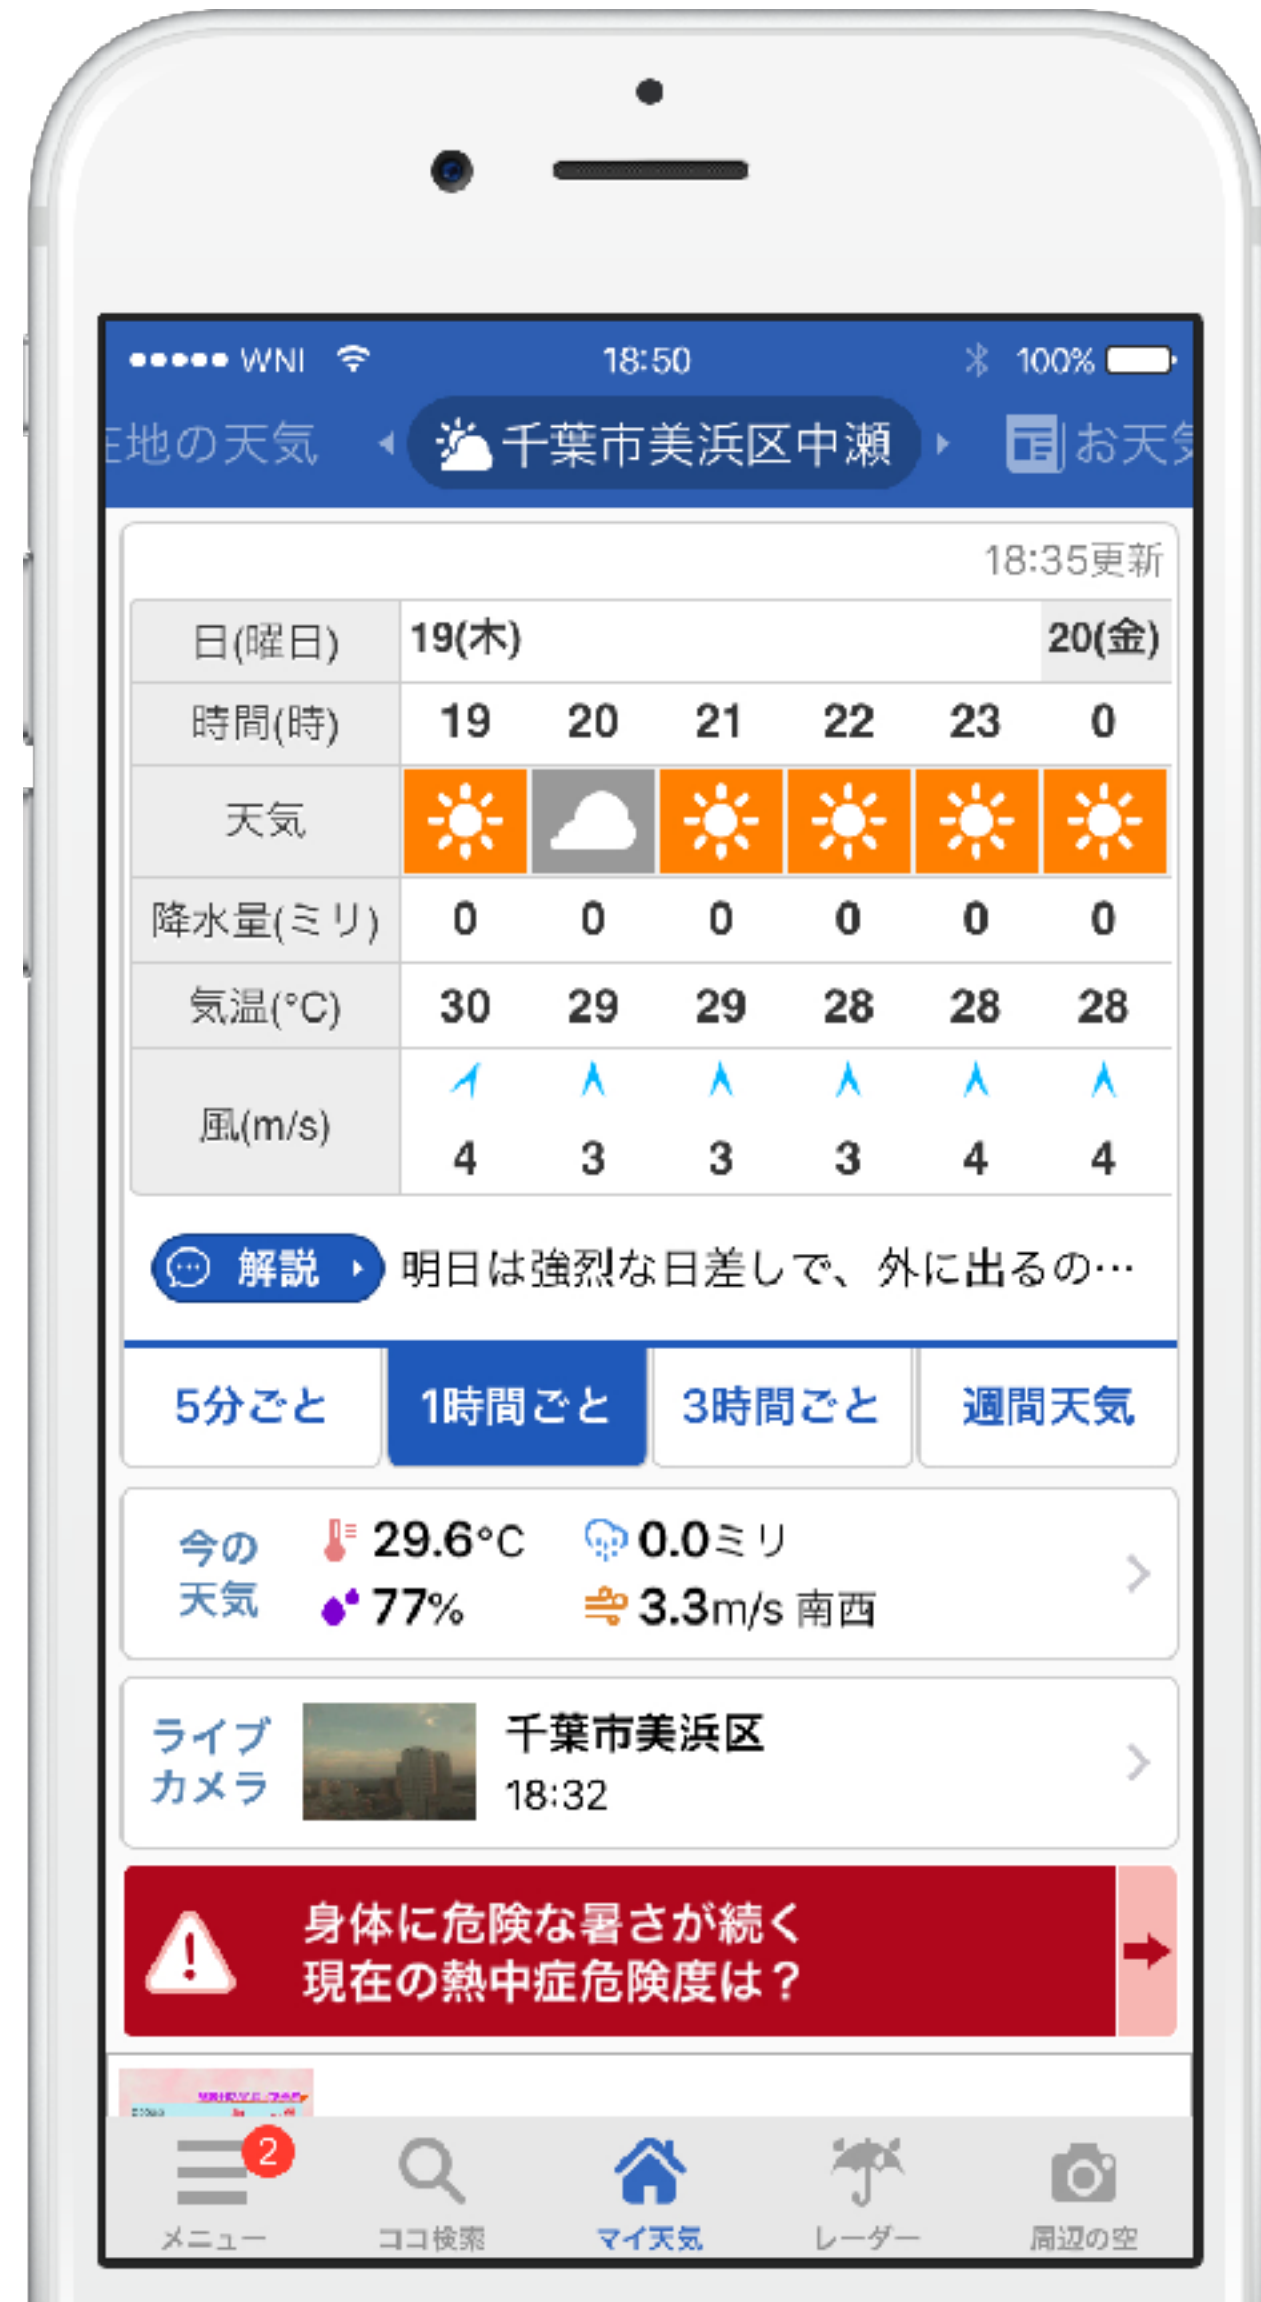 WNI 18:50 100%
在地の天気 千葉市美浜区中瀬 お天気
18:35更新
日(曜日) 19(木) 20(金)
時間(時) 19 20 21 22 23 0
天気
降水量(ミリ) 0 0 0 0 0 0
気温(°C) 30 29 29 28 28 28
風(m/s) 4 3 3 3 4 4
解説 明日は強烈な日差しで、外に出るの…
5分ごと 1時間ごと 3時間ごと 週間天気
今の
天気
29.6°C 0.0ミリ
77% 3.3m/s 南西
ライブ
カメラ
千葉市美浜区
18:32
身体に危険な暑さが続く
現在の熱中症危険度は？
2
メニュー ココ検索 マイ天気 レーダー 周辺の空